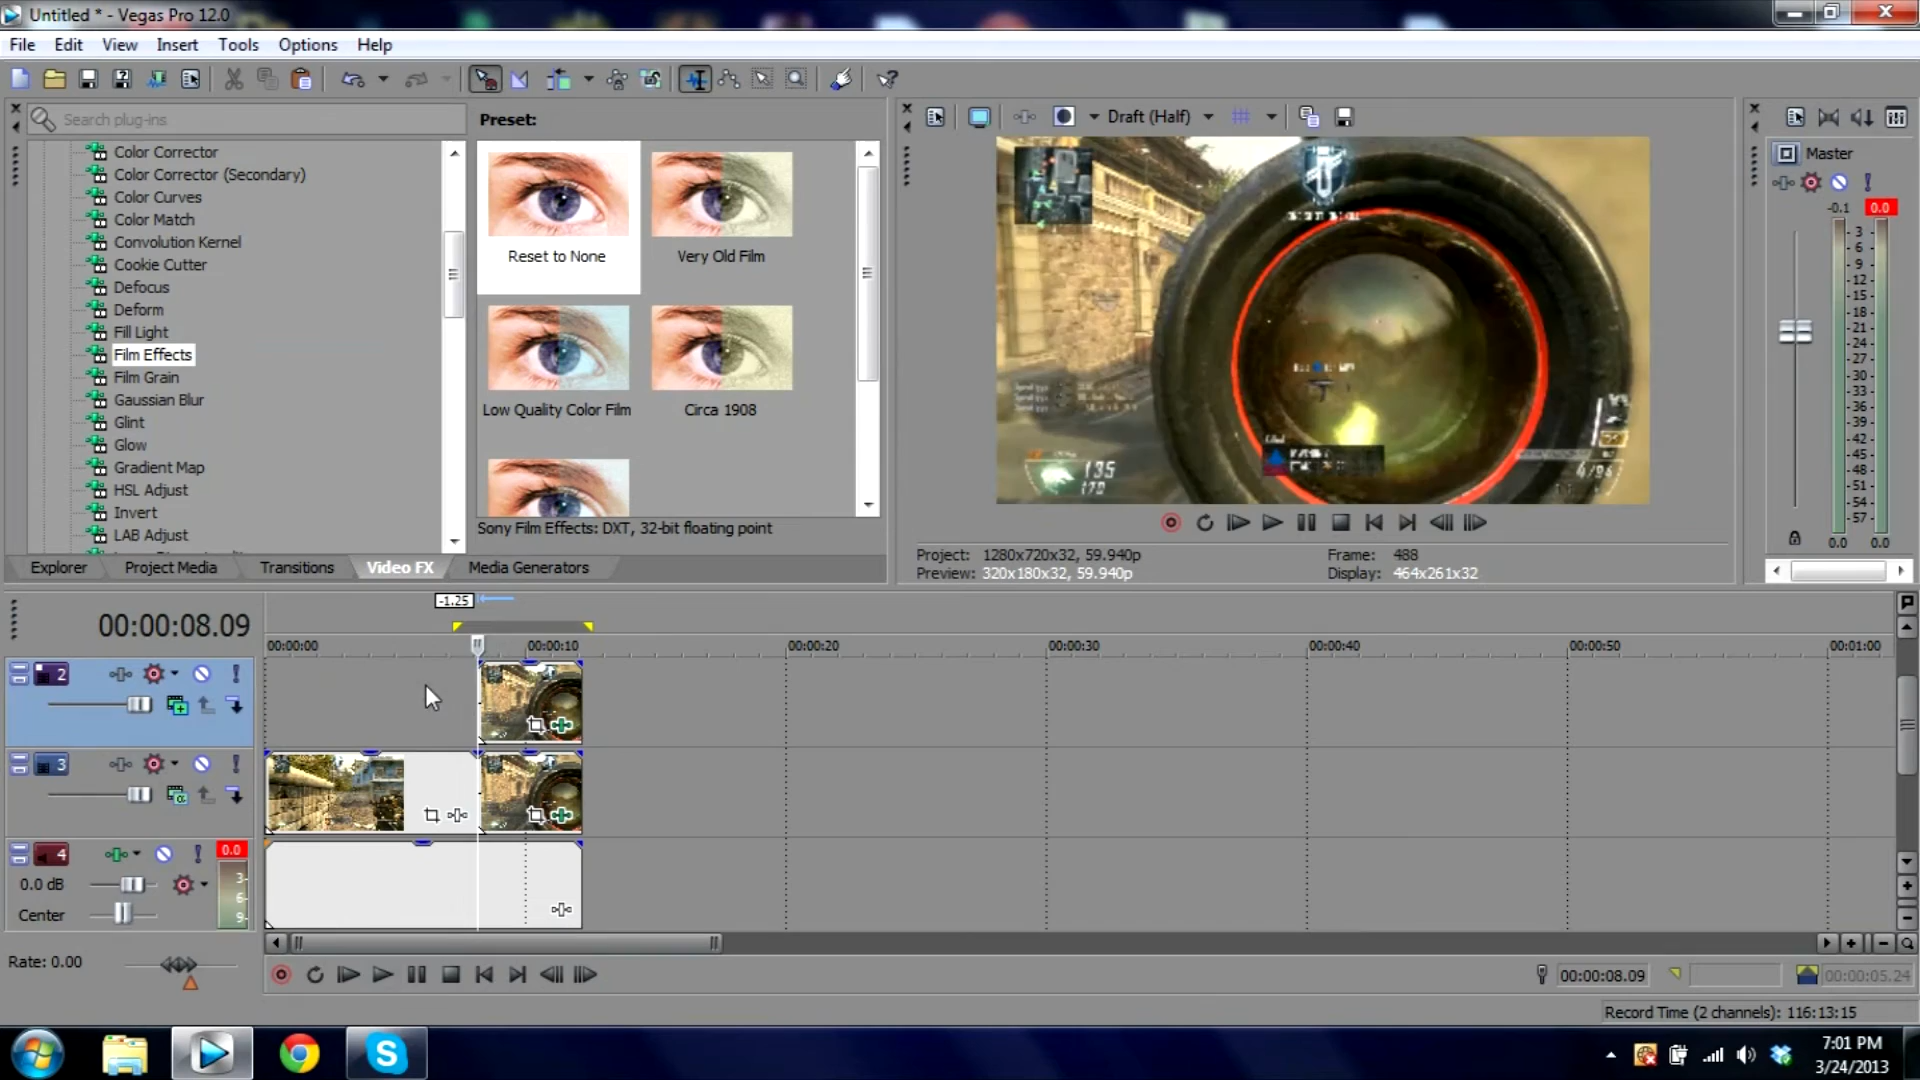 Untitled * - Vegas Pro 12.0
File Edit View Insert Tools Options Help
Search plug-ins
Color Corrector
Color Corrector (Secondary)
Color Curves
Color Match
Convolution Kernel
Cookie Cutter
Defocus
Deform
Fill Light
Film Effects
Film Grain
Gaussian Blur
Glint
Glow
Gradient Map
HSL Adjust
Invert
LAB Adjust
Preset:
Reset to None
Very Old Film
Low Quality Color Film
Circa 1908
Sony Film Effects: DXT, 32-bit floating point
Explorer Project Media Transitions Video FX Media Generators
Draft (Half)
135
170
Project: 1280x720x32, 59.940p
Preview: 320x180x32, 59.940p
Frame: 488
Display: 464x261x32
Master
-0.1 0.0
3
6
9
12
15
18
21
24
27
30
33
36
39
42
45
48
51
54
57
0.0 0.0
-1.25
00:00:08.09
00:00:00 00:00:10 00:00:20 00:00:30 00:00:40 00:00:50 00:01:00
2
3
4
0.0
0.0 dB
Center
3
6
9
Rate: 0.00
00:00:08.09
00:00:05.24
Record Time (2 channels): 116:13:15
7:01 PM
3/24/2013